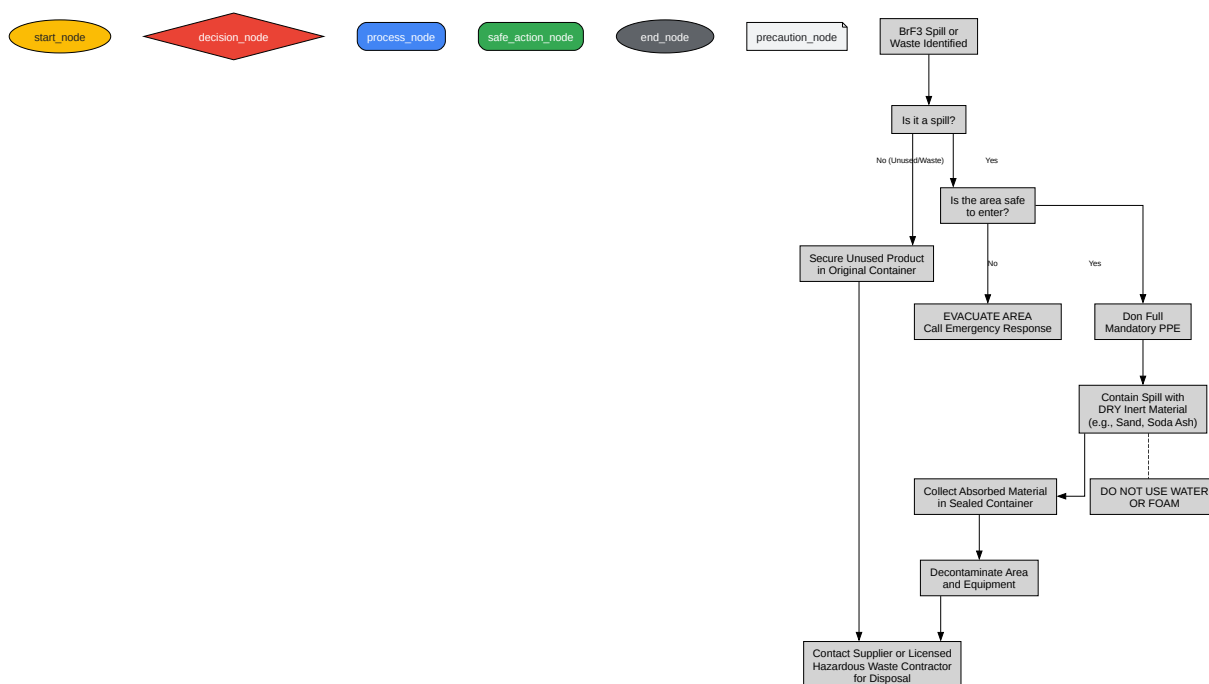 start_node
decision_node
process_node
safe_action_node
end_node
precaution_node
BrF3 Spill or
Waste Identified
Is it a spill?
No (Unused/Waste)
Yes
Is the area safe
to enter?
Secure Unused Product
in Original Container
No
Yes
EVACUATE AREA
Call Emergency Response
Don Full
Mandatory PPE
Contain Spill with
DRY Inert Material
(e.g., Sand, Soda Ash)
Collect Absorbed Material
in Sealed Container
DO NOT USE WATER
OR FOAM
Decontaminate Area
and Equipment
Contact Supplier or Licensed
Hazardous Waste Contractor
for Disposal